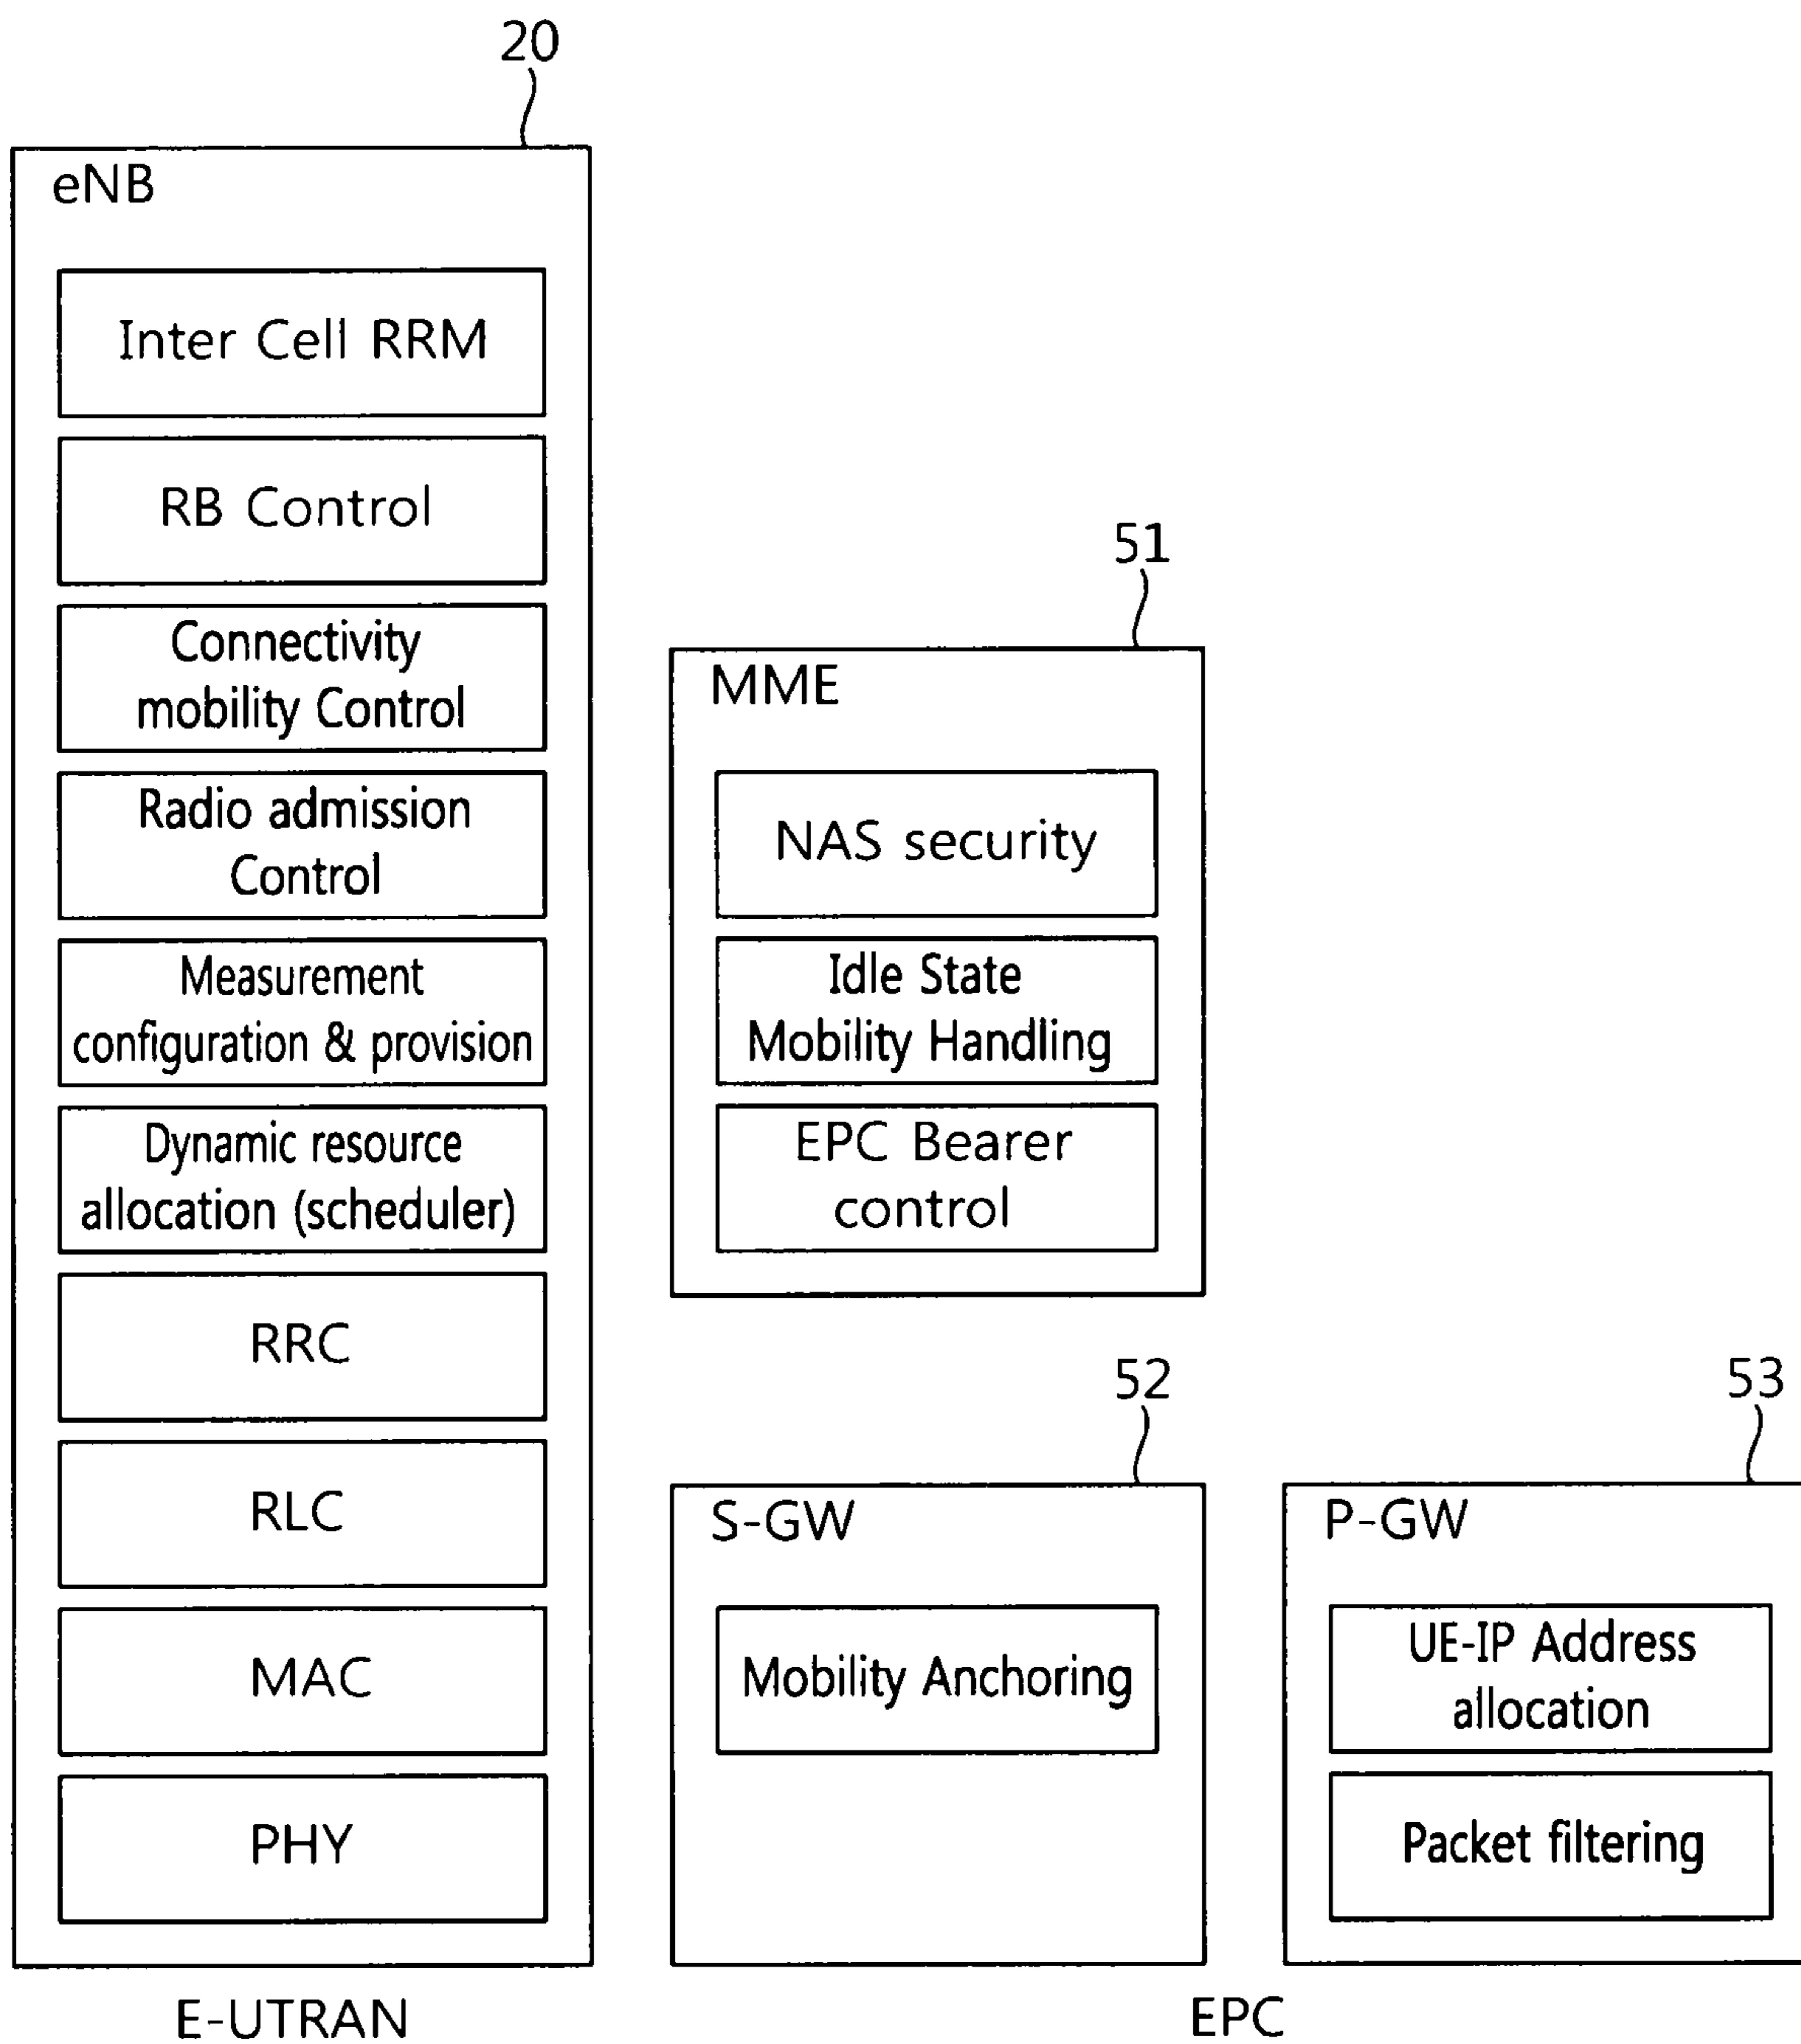 20
eNB
Inter Cell RRM
RB Control
Connectivity
mobility Control
Radio admission
Control
Measurement
configuration & provision
Dynamic resource
allocation (scheduler)
RRC
RLC
MAC
PHY
E-UTRAN
51
MME
NAS security
Idle State
Mobility Handling
EPC Bearer
control
52
S-GW
Mobility Anchoring
53
P-GW
UE-IP Address
allocation
Packet filtering
EPC